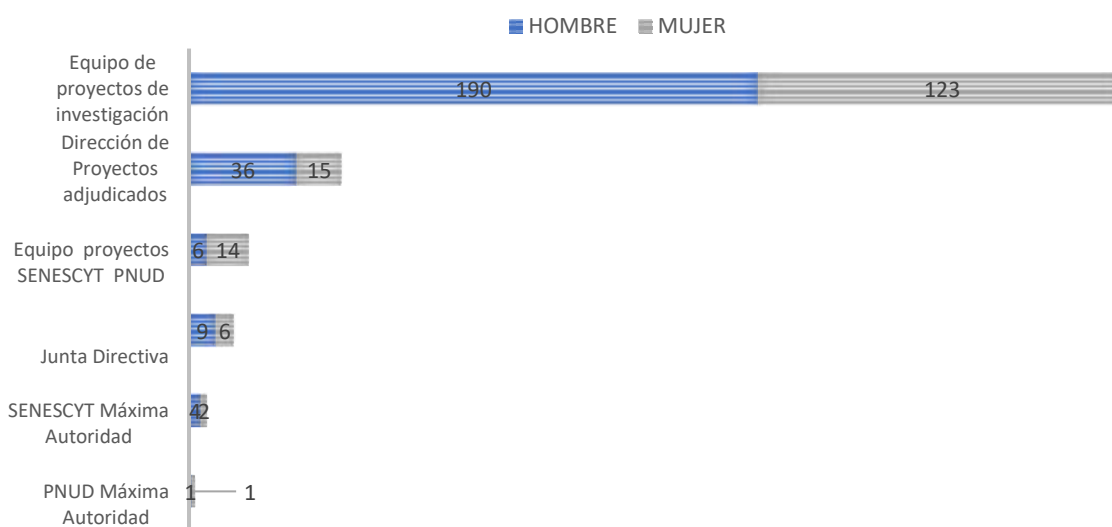 HOMBRE MUJER
Equipo de
proyectos de
investigación
190 123
Dirección de
Proyectos
adjudicados
36 15
Equipo proyectos
SENESCYT PNUD
6 14
Junta Directiva
9 6
SENESCYT Máxima
Autoridad
4 2
PNUD Máxima
Autoridad
1 1